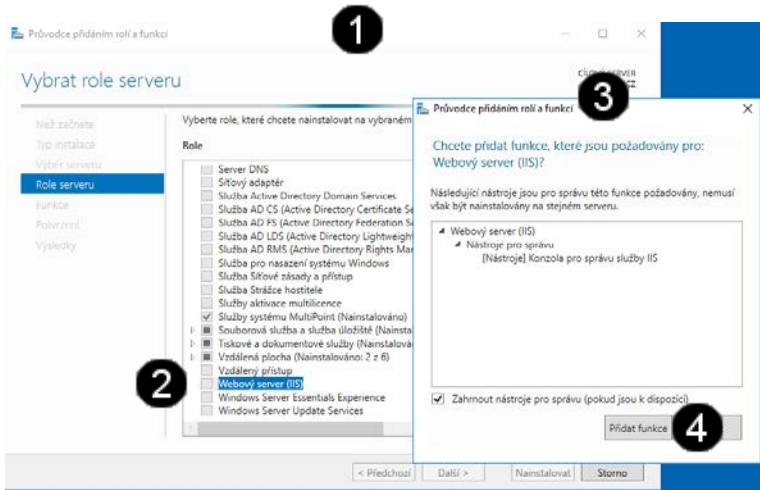 1
Průvodce přidáním rolí a funkcí
Vybrat role serveru
CÍLOVÝ SERVER
CZ
Než začnete
Typ instalace
Výběr serveru
Role serveru
Funkce
Potvrzení
Výsledky
Vyberte role, které chcete nainstalovat na vybraném
Role
Server DNS
Síťový adaptér
Služba Active Directory Domain Services
Služba AD CS (Active Directory Certificate Se
Služba AD FS (Active Directory Federation S
Služba AD LDS (Active Directory Lightweight
Služba AD RMS (Active Directory Rights Mar
Služba pro nasazení systému Windows
Služba Síťové zásady a přístup
Služba Strážce hostitele
Služby aktivace multilicence
Služby systému MultiPoint (Nainstalováno)
Souborová služba a služba úložiště (Nainsta
Tiskové a dokumentové služby (Nainstalová
Vzdálená plocha (Nainstalováno: 2 z 6)
Vzdálený přístup
2
Webový server (IIS)
Windows Server Essentials Experience
Windows Server Update Services
< Předchozí
Další >
Nainstalovat
Storno
3
Průvodce přidáním rolí a funkcí
Chcete přidat funkce, které jsou požadovány pro:
Webový server (IIS)?
Následující nástroje jsou pro správu této funkce požadovány, nemusí
však být nainstalovány na stejném serveru.
Webový server (IIS)
Nástroje pro správu
[Nástroje] Konzola pro správu služby IIS
Zahrnout nástroje pro správu (pokud jsou k dispozici)
Přidat funkce
4